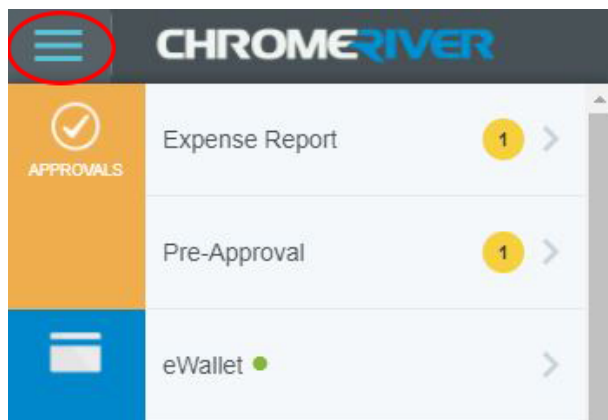 CHROMERIVER
APPROVALS
Expense Report 1
Pre-Approval 1
eWallet